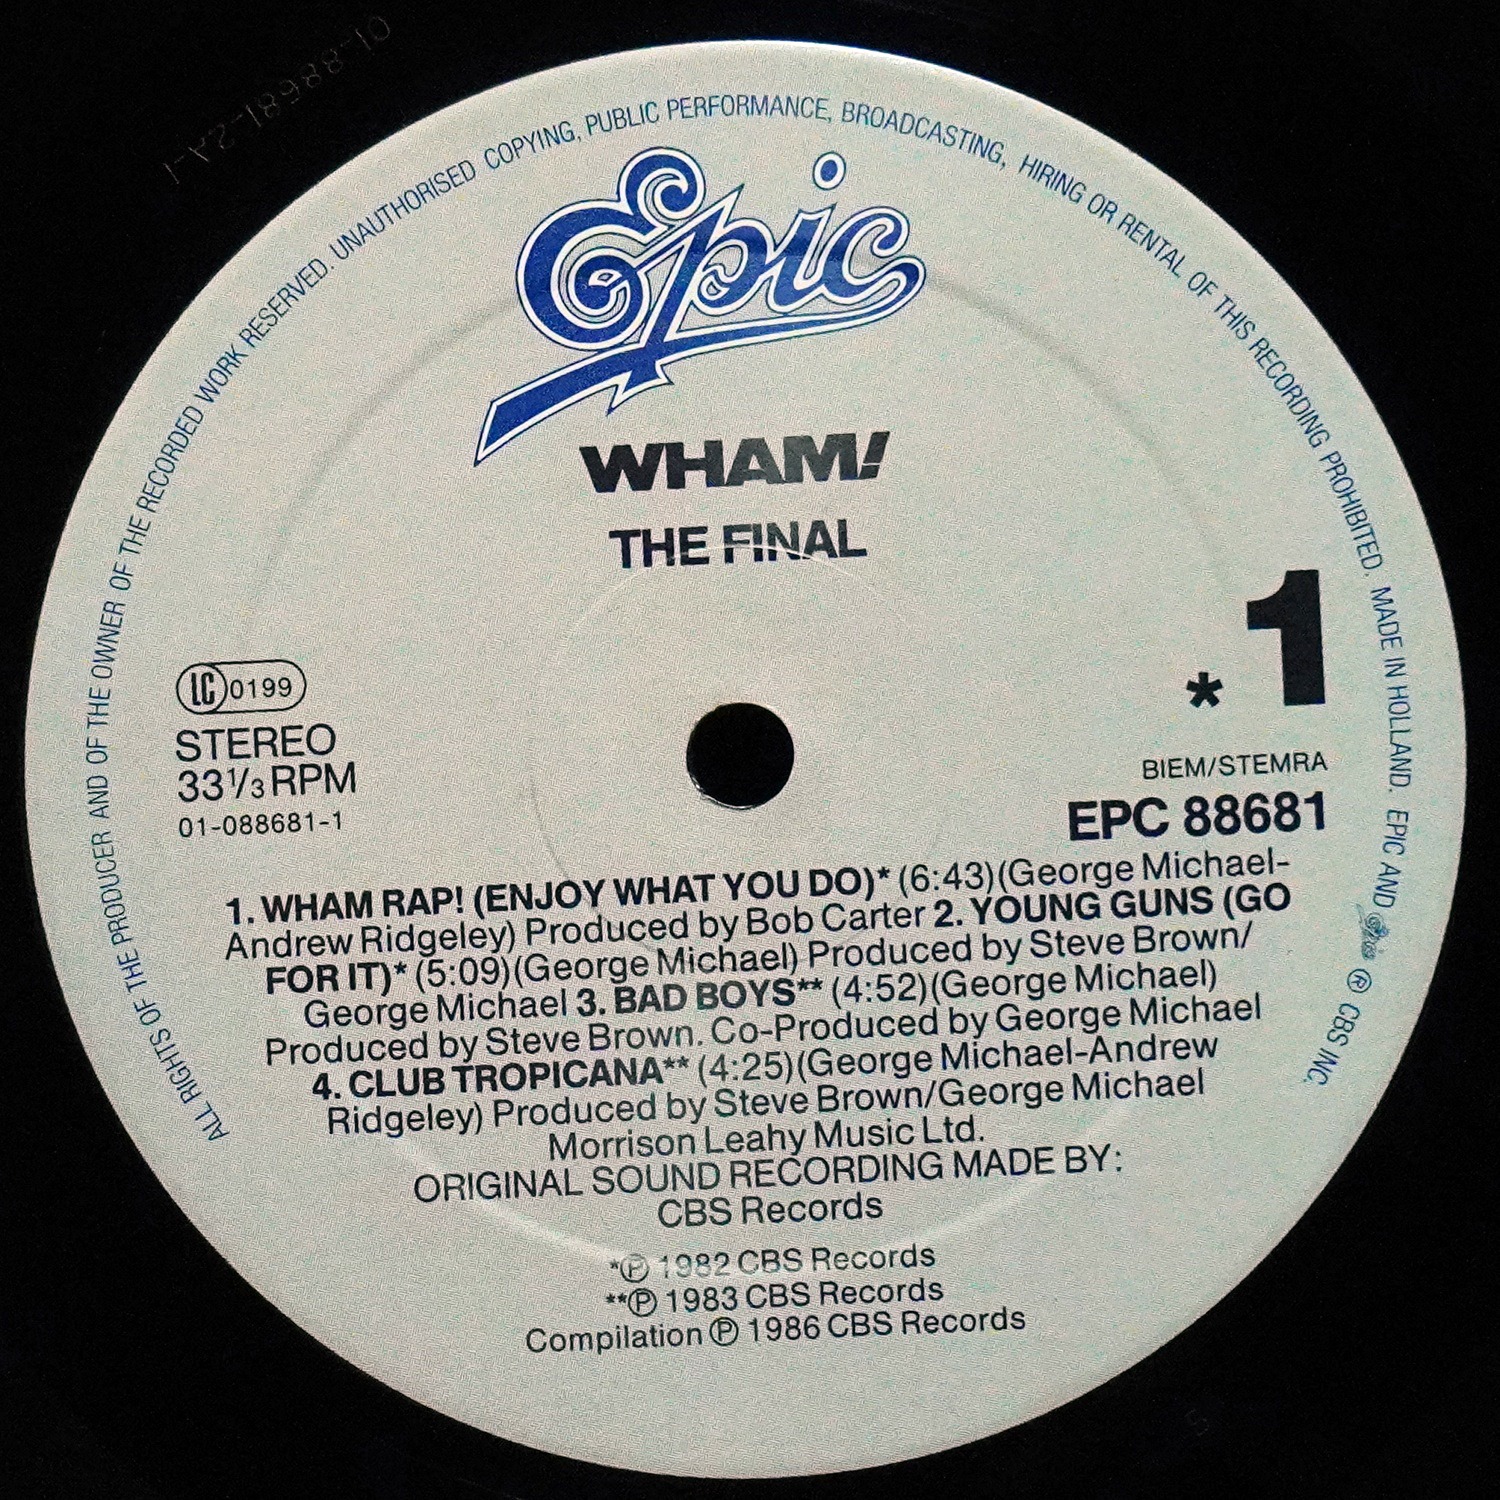 01-88681-2A-1
ALL RIGHTS OF THE PRODUCER AND OF THE OWNER OF THE RECORDED WORK RESERVED. UNAUTHORISED COPYING, PUBLIC PERFORMANCE, BROADCASTING, HIRING OR RENTAL OF THIS RECORDING PROHIBITED. MADE IN HOLLAND. EPIC AND Epic ® CBS INC.
Epic
WHAM!
THE FINAL
* 1
LC 0199
STEREO
33⅓ RPM
01-088681-1
BIEM/STEMRA
EPC 88681
1. WHAM RAP! (ENJOY WHAT YOU DO)* (6:43)(George Michael-
Andrew Ridgeley) Produced by Bob Carter 2. YOUNG GUNS (GO
FOR IT)* (5:09)(George Michael) Produced by Steve Brown/
George Michael 3. BAD BOYS** (4:52)(George Michael)
Produced by Steve Brown. Co-Produced by George Michael
4. CLUB TROPICANA** (4:25)(George Michael-Andrew
Ridgeley) Produced by Steve Brown/George Michael
Morrison Leahy Music Ltd.
ORIGINAL SOUND RECORDING MADE BY:
CBS Records
*℗ 1982 CBS Records
**℗ 1983 CBS Records
Compilation ℗ 1986 CBS Records